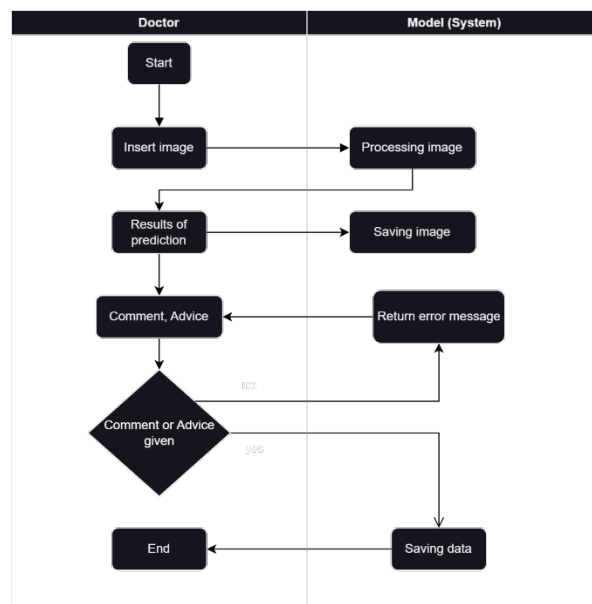 Doctor
Model (System)
Start
Insert image
Processing image
Results of
prediction
Saving image
Comment, Advice
Return error message
no
Comment or Advice
given
yes
End
Saving data